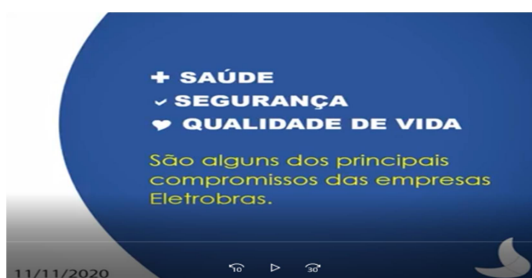 + SAÚDE
✓ SEGURANÇA
♥ QUALIDADE DE VIDA
São alguns dos principais
compromissos das empresas
Eletrobras.
11/11/2020
10 30